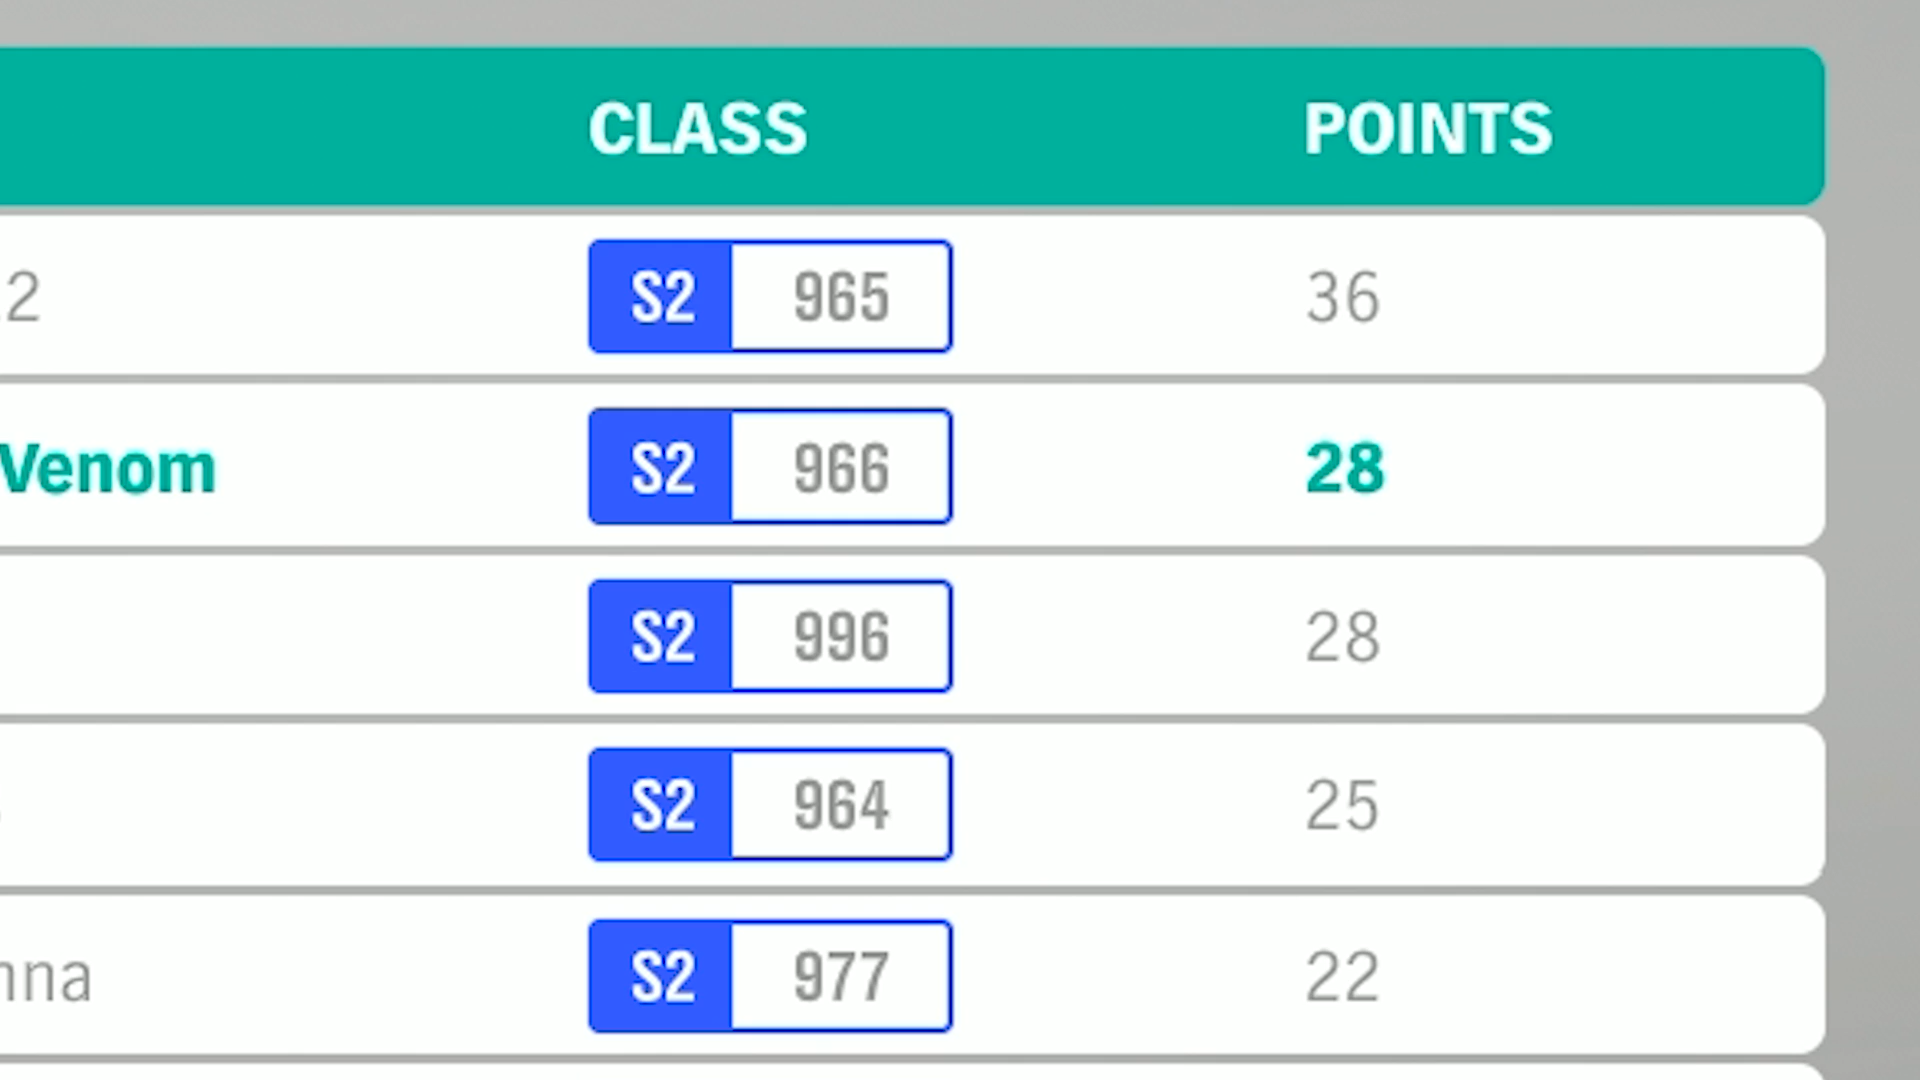 CLASS POINTS
2 S2 965 36
Venom S2 966 28
S2 996 28
S2 964 25
nna S2 977 22